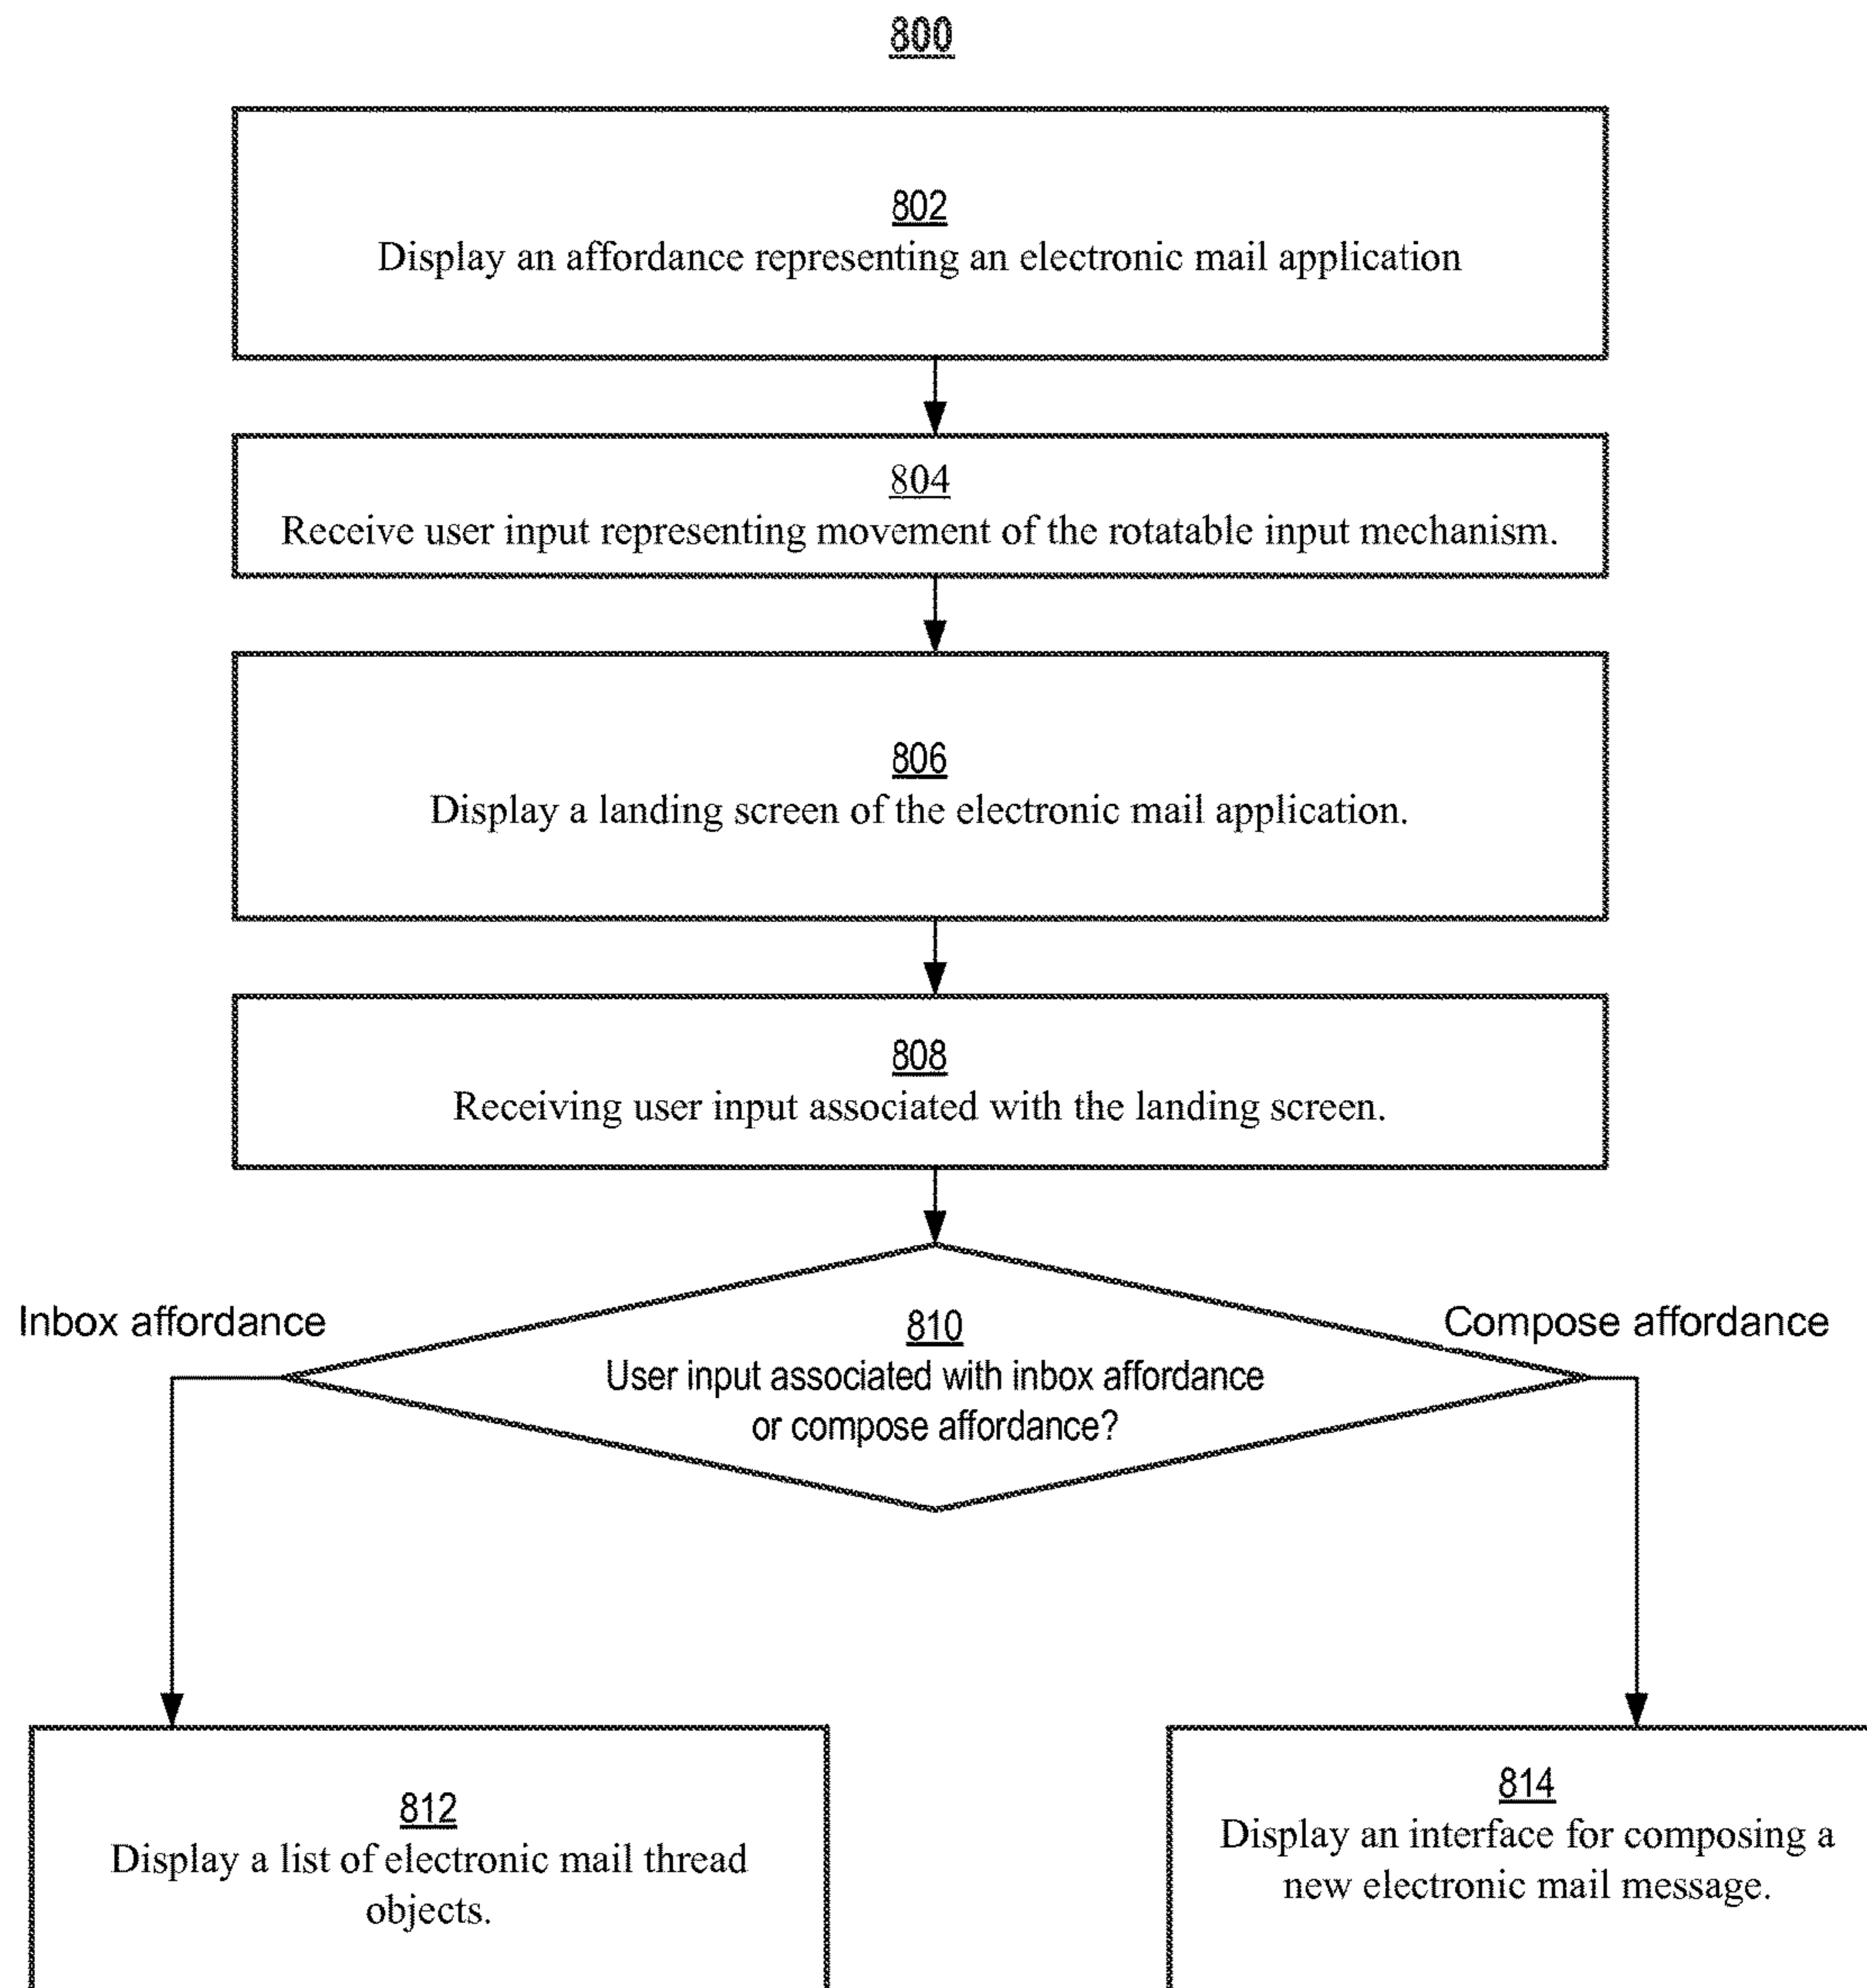 800
802
Display an affordance representing an electronic mail application
804
Receive user input representing movement of the rotatable input mechanism.
806
Display a landing screen of the electronic mail application.
808
Receiving user input associated with the landing screen.
Inbox affordance
810
User input associated with inbox affordance
or compose affordance?
Compose affordance
812
Display a list of electronic mail thread
objects.
814
Display an interface for composing a
new electronic mail message.